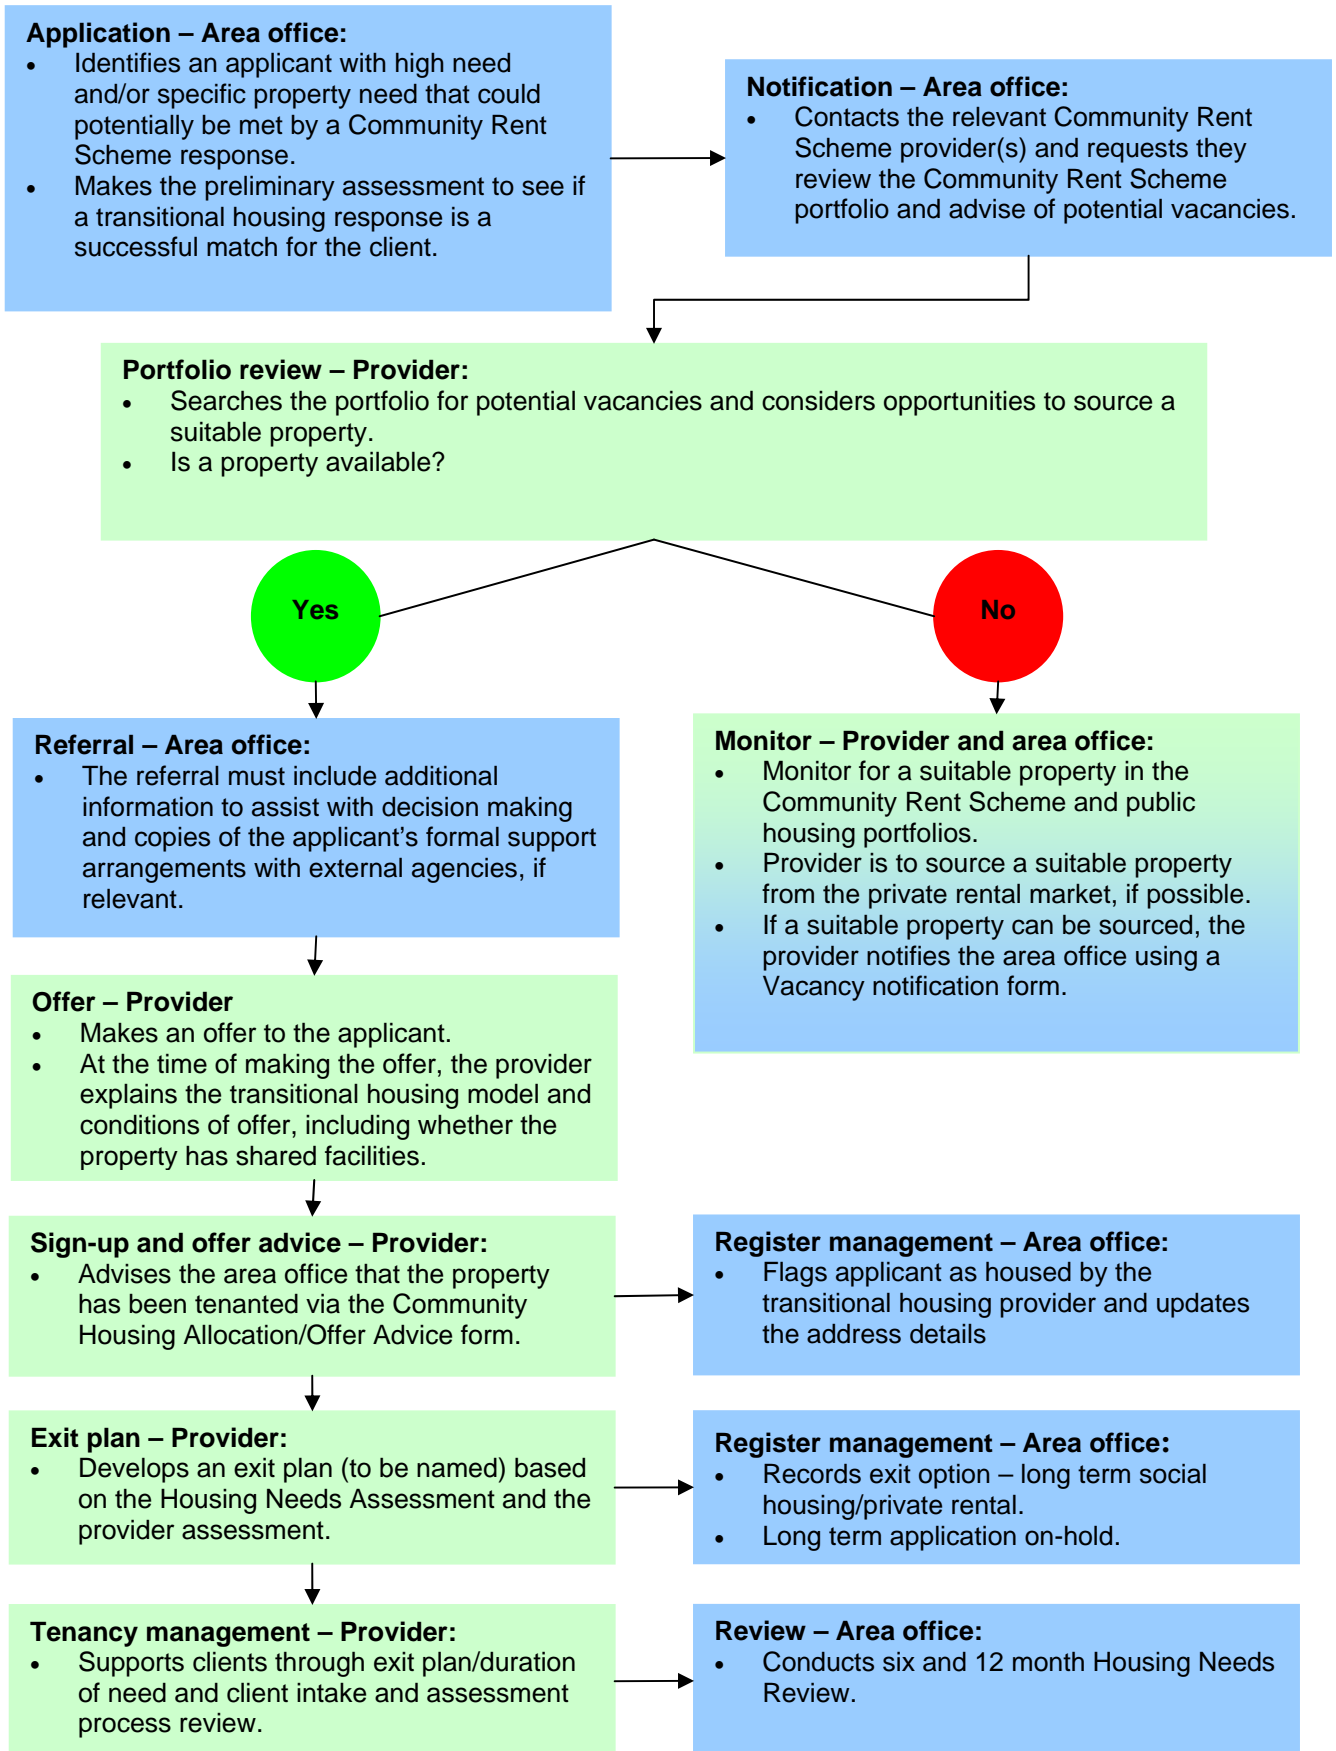 Application – Area office:
• Identifies an applicant with high need
and/or specific property need that could
potentially be met by a Community Rent
Scheme response.
• Makes the preliminary assessment to see if
a transitional housing response is a
successful match for the client.
Notification – Area office:
• Contacts the relevant Community Rent
Scheme provider(s) and requests they
review the Community Rent Scheme
portfolio and advise of potential vacancies.
Portfolio review – Provider:
• Searches the portfolio for potential vacancies and considers opportunities to source a
suitable property.
• Is a property available?
Yes
No
Referral – Area office:
• The referral must include additional
information to assist with decision making
and copies of the applicant’s formal support
arrangements with external agencies, if
relevant.
Monitor – Provider and area office:
• Monitor for a suitable property in the
Community Rent Scheme and public
housing portfolios.
• Provider is to source a suitable property
from the private rental market, if possible.
• If a suitable property can be sourced, the
provider notifies the area office using a
Vacancy notification form.
Offer – Provider
• Makes an offer to the applicant.
• At the time of making the offer, the provider
explains the transitional housing model and
conditions of offer, including whether the
property has shared facilities.
Sign-up and offer advice – Provider:
• Advises the area office that the property
has been tenanted via the Community
Housing Allocation/Offer Advice form.
Register management – Area office:
• Flags applicant as housed by the
transitional housing provider and updates
the address details
Exit plan – Provider:
• Develops an exit plan (to be named) based
on the Housing Needs Assessment and the
provider assessment.
Register management – Area office:
• Records exit option – long term social
housing/private rental.
• Long term application on-hold.
Tenancy management – Provider:
• Supports clients through exit plan/duration
of need and client intake and assessment
process review.
Review – Area office:
• Conducts six and 12 month Housing Needs
Review.